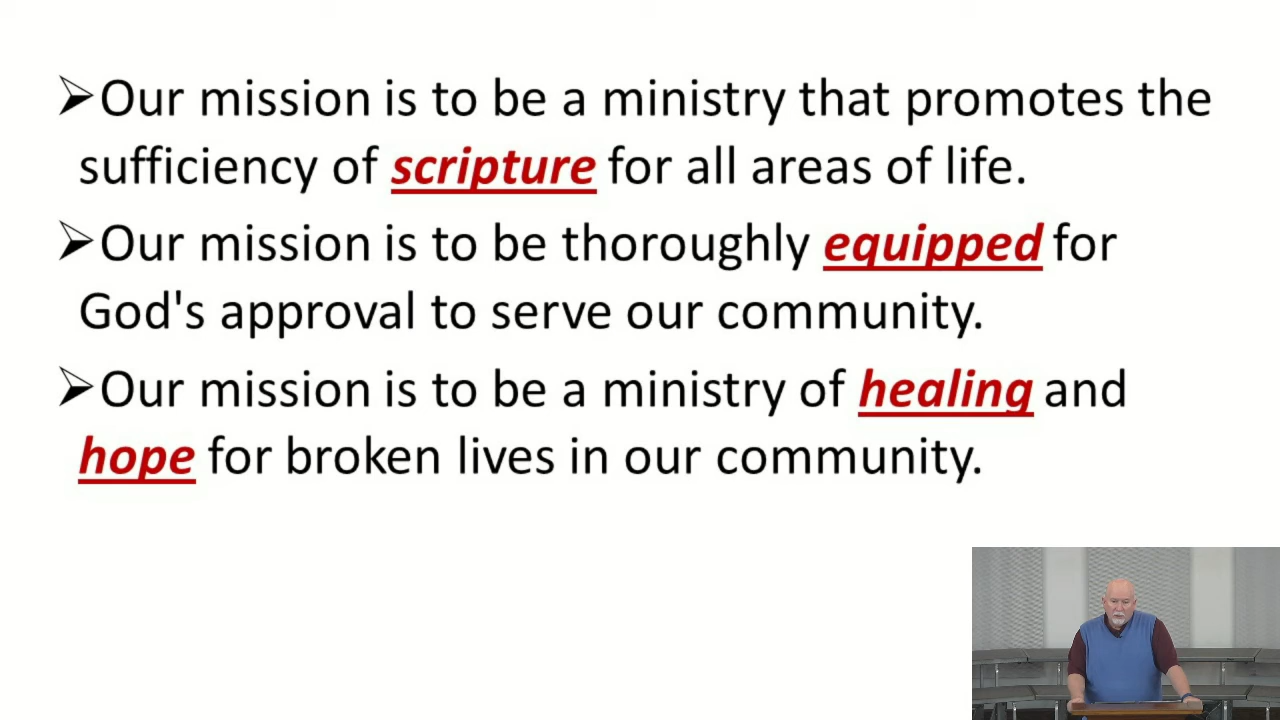 ➢Our mission is to be a ministry that promotes the
sufficiency of scripture for all areas of life.
➢Our mission is to be thoroughly equipped for
God's approval to serve our community.
➢Our mission is to be a ministry of healing and
hope for broken lives in our community.